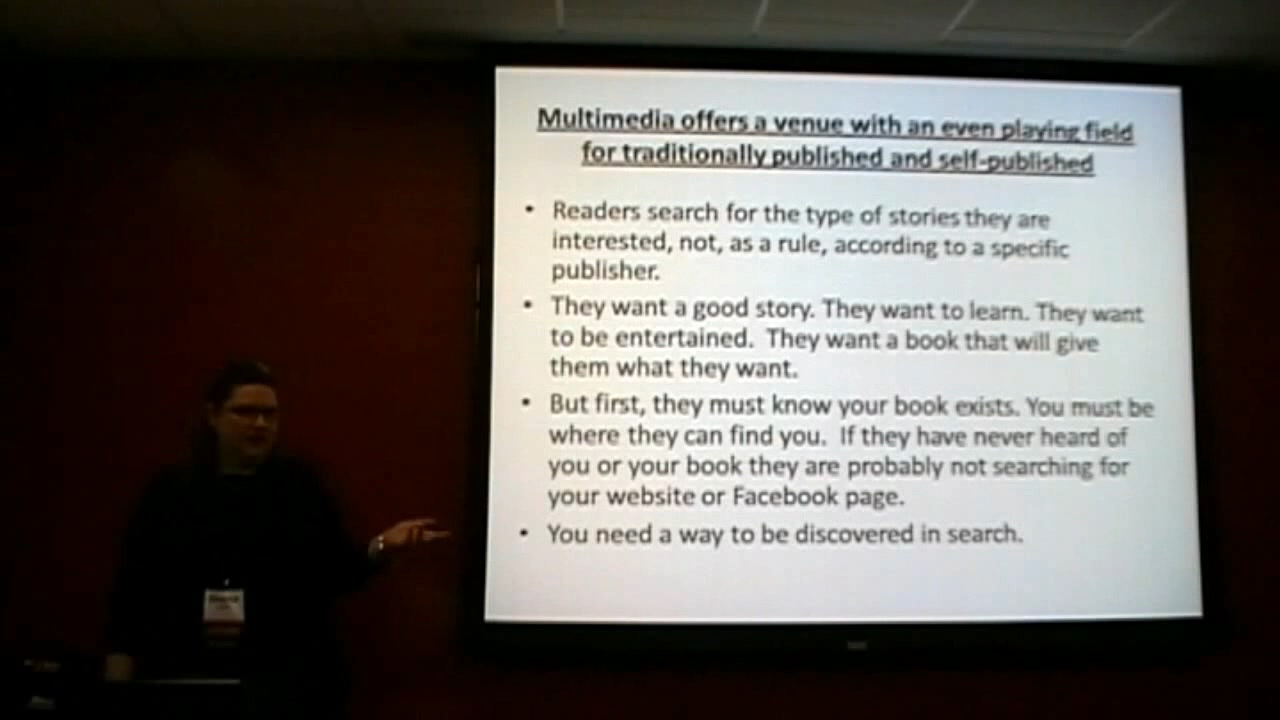 Multimedia offers a venue with an even playing field
for traditionally published and self-published
• Readers search for the type of stories they are
interested, not, as a rule, according to a specific
publisher.
• They want a good story. They want to learn. They want
to be entertained.  They want a book that will give
them what they want.
• But first, they must know your book exists. You must be
where they can find you.  If they have never heard of
you or your book they are probably not searching for
your website or Facebook page.
• You need a way to be discovered in search.